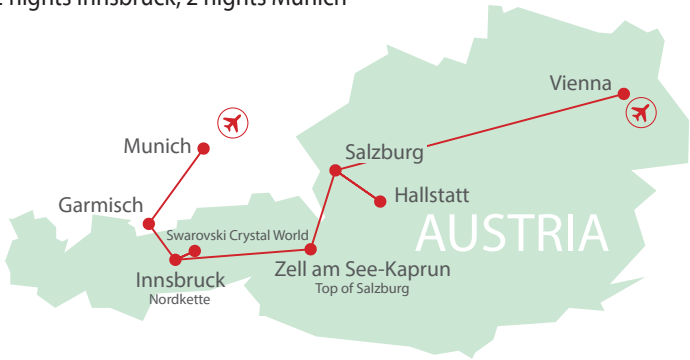 nights Innsbruck, 2 nights Munich
Vienna
Munich
Salzburg
Garmisch
Hallstatt
Swarovski Crystal World
AUSTRIA
Innsbruck
Nordkette
Zell am See-Kaprun
Top of Salzburg